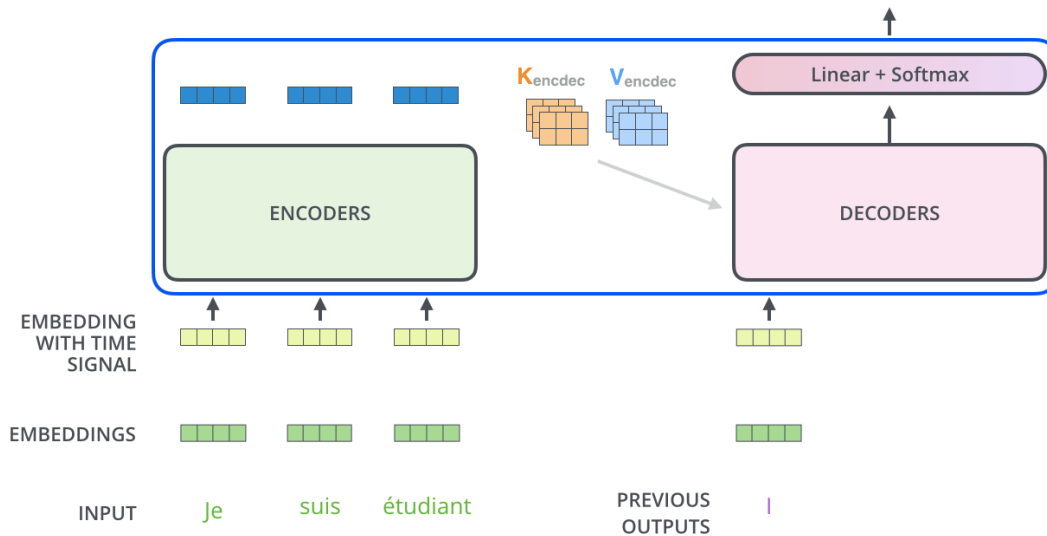 Kencdec Vencdec
Linear + Softmax
ENCODERS
DECODERS
EMBEDDING
WITH TIME
SIGNAL
EMBEDDINGS
INPUT
Je suis étudiant
PREVIOUS
OUTPUTS
I